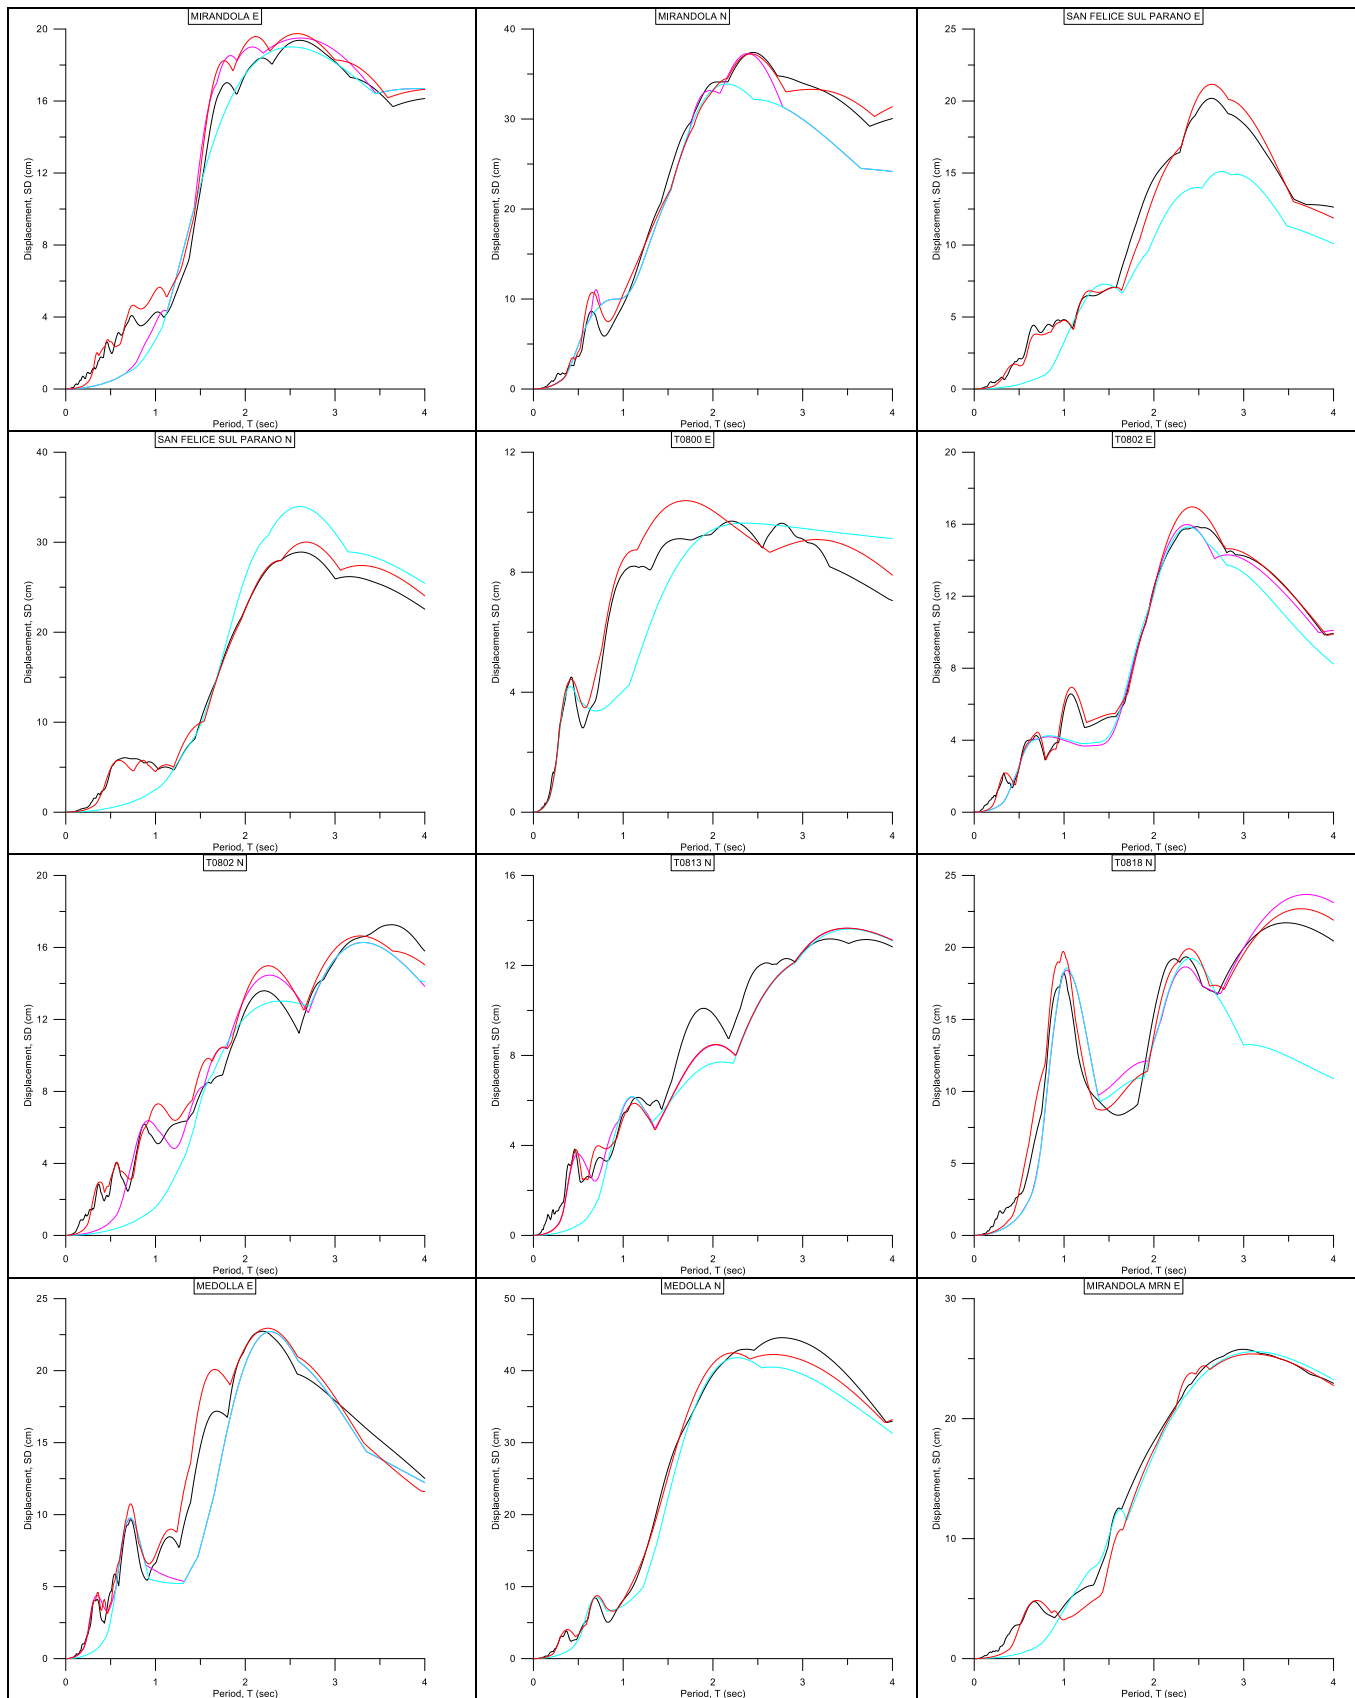 MIRANDOLA E
20
16
12
8
4
0
Displacement, SD (cm)
0 1 2 3 4
Period, T (sec)
MIRANDOLA N
40
30
20
10
0
Displacement, SD (cm)
0 1 2 3 4
Period, T (sec)
SAN FELICE SUL PARANO E
25
20
15
10
5
0
Displacement, SD (cm)
0 1 2 3 4
Period, T (sec)
SAN FELICE SUL PARANO N
40
30
20
10
0
Displacement, SD (cm)
0 1 2 3 4
Period, T (sec)
T0800 E
12
8
4
0
Displacement, SD (cm)
0 1 2 3 4
Period, T (sec)
T0802 E
20
16
12
8
4
0
Displacement, SD (cm)
0 1 2 3 4
Period, T (sec)
T0802 N
20
16
12
8
4
0
Displacement, SD (cm)
0 1 2 3 4
Period, T (sec)
T0813 N
16
12
8
4
0
Displacement, SD (cm)
0 1 2 3 4
Period, T (sec)
T0818 N
25
20
15
10
5
0
Displacement, SD (cm)
0 1 2 3 4
Period, T (sec)
MEDOLLA E
25
20
15
10
5
0
Displacement, SD (cm)
0 1 2 3 4
Period, T (sec)
MEDOLLA N
50
40
30
20
10
0
Displacement, SD (cm)
0 1 2 3 4
Period, T (sec)
MIRANDOLA MRN E
30
20
10
0
Displacement, SD (cm)
0 1 2 3 4
Period, T (sec)